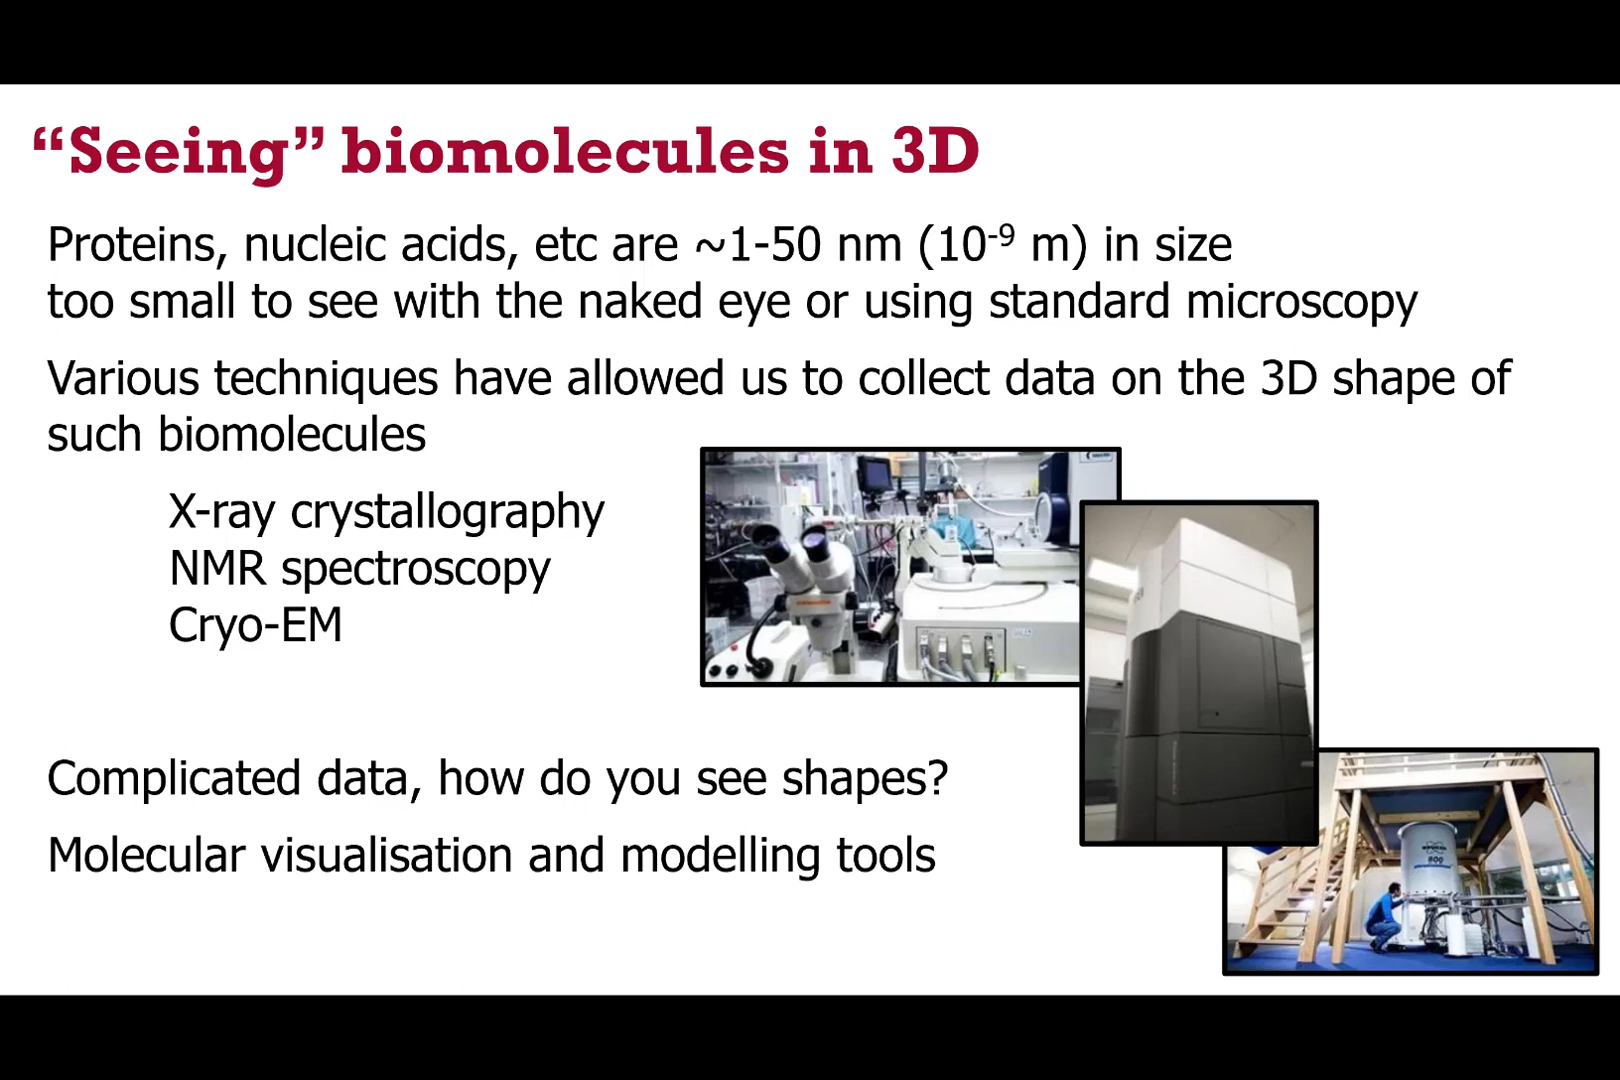 “Seeing” biomolecules in 3D
Proteins, nucleic acids, etc are ~1-50 nm (10⁻⁹ m) in size
too small to see with the naked eye or using standard microscopy
Various techniques have allowed us to collect data on the 3D shape of
such biomolecules
X-ray crystallography
NMR spectroscopy
Cryo-EM
Complicated data, how do you see shapes?
Molecular visualisation and modelling tools
800